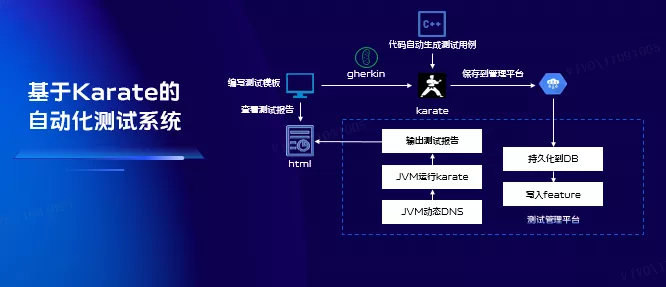 基于Karate的
自动化测试系统
C++
代码自动生成测试用例
gherkin
编写测试模板
保存到管理平台
查看测试报告
karate
html
输出测试报告
JVM运行karate
JVM动态DNS
持久化到DB
写入feature
测试管理平台